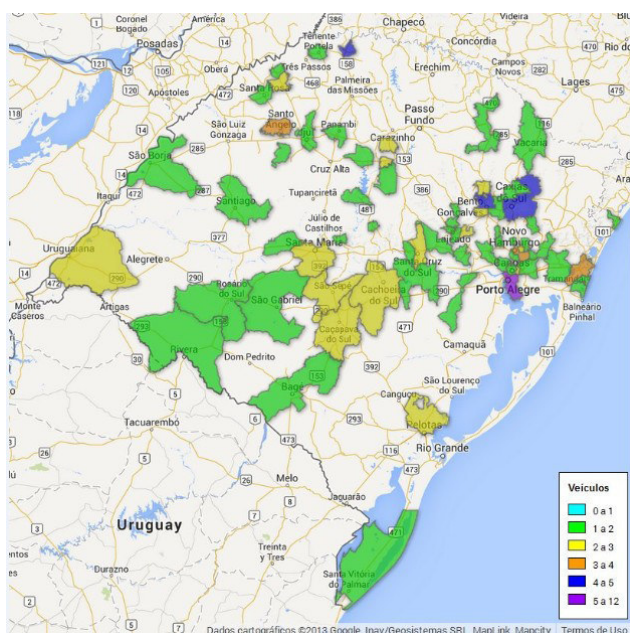 Coronel
Bogado
América
Chapecó
Videira
Posadas
Oberá
Tenente
Portela
Concórdia
Campos
Novos
Três Passos
Erechim
Lages
Apóstoles
Santa Rosa
Palmeira
das Missões
São Luiz
Gonzaga
Santo
Ângelo
Ijuí
Panambi
Passo
Fundo
Carazinho
Vacaria
São Borja
Cruz Alta
Itaqui
Santiago
Tupanciretã
Caxias
do Sul
Bento
Gonçalves
Júlio de
Castilhos
Uruguaiana
Alegrete
Santa Maria
Lajeado
Novo
Hamburgo
Monte
Caseros
Artigas
Rosário
do Sul
São Gabriel
São Sepé
Cachoeira
do Sul
Santa Cruz
do Sul
Canoas
Tramandaí
Porto Alegre
Balneário
Pinhal
Rivera
Dom Pedrito
Caçapava
do Sul
Camaquã
Bagé
São Lourenço
do Sul
Canguçu
Pelotas
Tacuarembó
Rio Grande
Melo
Jaguarão
Uruguay
Treinta
y Tres
Durazno
Santa Vitória
do Palmar
Veículos
0 a 1
1 a 2
2 a 3
3 a 4
4 a 5
5 a 12
Dados cartográficos ©2013 Google, Inav/Geosistemas SRL, MapLink, Mapcity
Termos de Uso